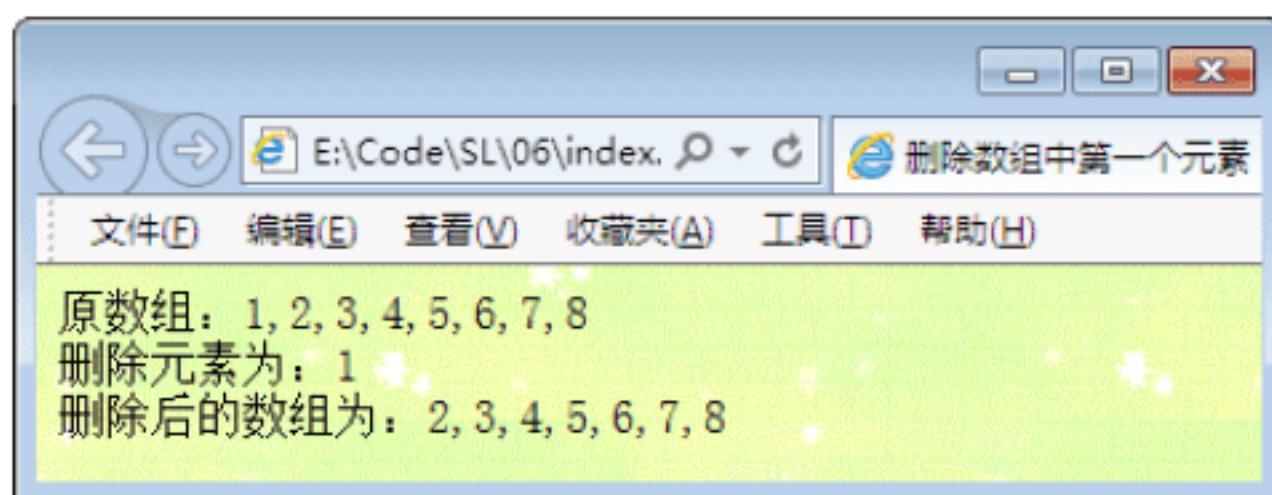 E:\Code\SL\06\index. 删除数组中第一个元素
文件(F) 编辑(E) 查看(V) 收藏夹(A) 工具(T) 帮助(H)
原数组：1,2,3,4,5,6,7,8
删除元素为：1
删除后的数组为：2,3,4,5,6,7,8